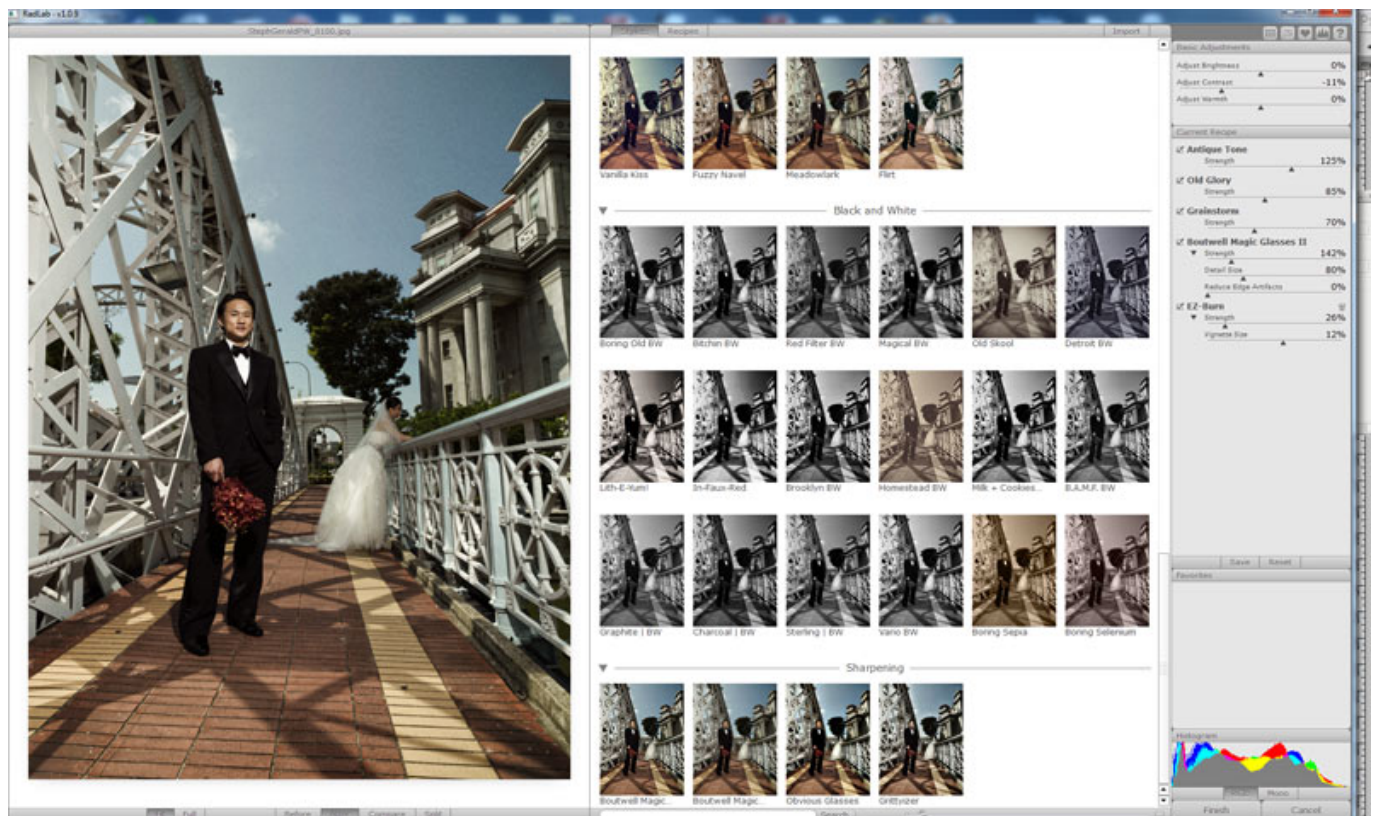 RadLab - v1.0.9
StephGeraldPW_0100.jpg
Recipes
Import
Vanilla Kiss
Fuzzy Navel
Meadowlark
Flirt
Black and White
Boring Old BW
Bitchin BW
Red Filter BW
Magical BW
Old Skool
Detroit BW
Lith-E-Yum!
In-Faux-Red
Brooklyn BW
Homestead BW
Milk + Cookies...
B.A.M.F. BW
Graphite | BW
Charcoal | BW
Sterling | BW
Vario BW
Boring Sepia
Boring Selenium
Sharpening
Boutwell Magic...
Boutwell Magic...
Obvious Glasses
Grittyizer
Search
Full
Before
Compare
Split
?
Basic Adjustments
Adjust Brightness 0%
Adjust Contrast -11%
Adjust Warmth 0%
Current Recipe
Antique Tone
Strength 125%
Old Glory
Strength 85%
Grainstorm
Strength 70%
Boutwell Magic Glasses II
Strength 142%
Detail Size 80%
Reduce Edge Artifacts 0%
EZ-Burn
Strength 26%
Vignette Size 12%
Save Reset
Favorites
Histogram
Mono
Finish Cancel